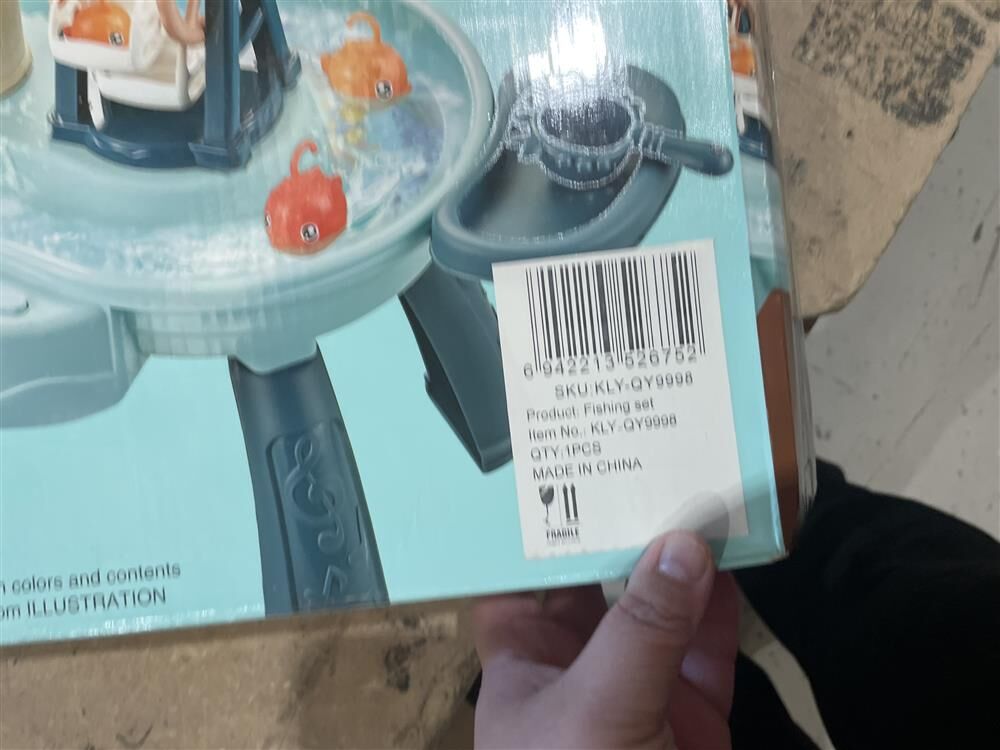 6 942213 526752
SKU:KLY-QY9998
Product: Fishing set
Item No.: KLY-QY9998
QTY:1PCS
MADE IN CHINA
FRAGILE
colors and contents
ILLUSTRATION